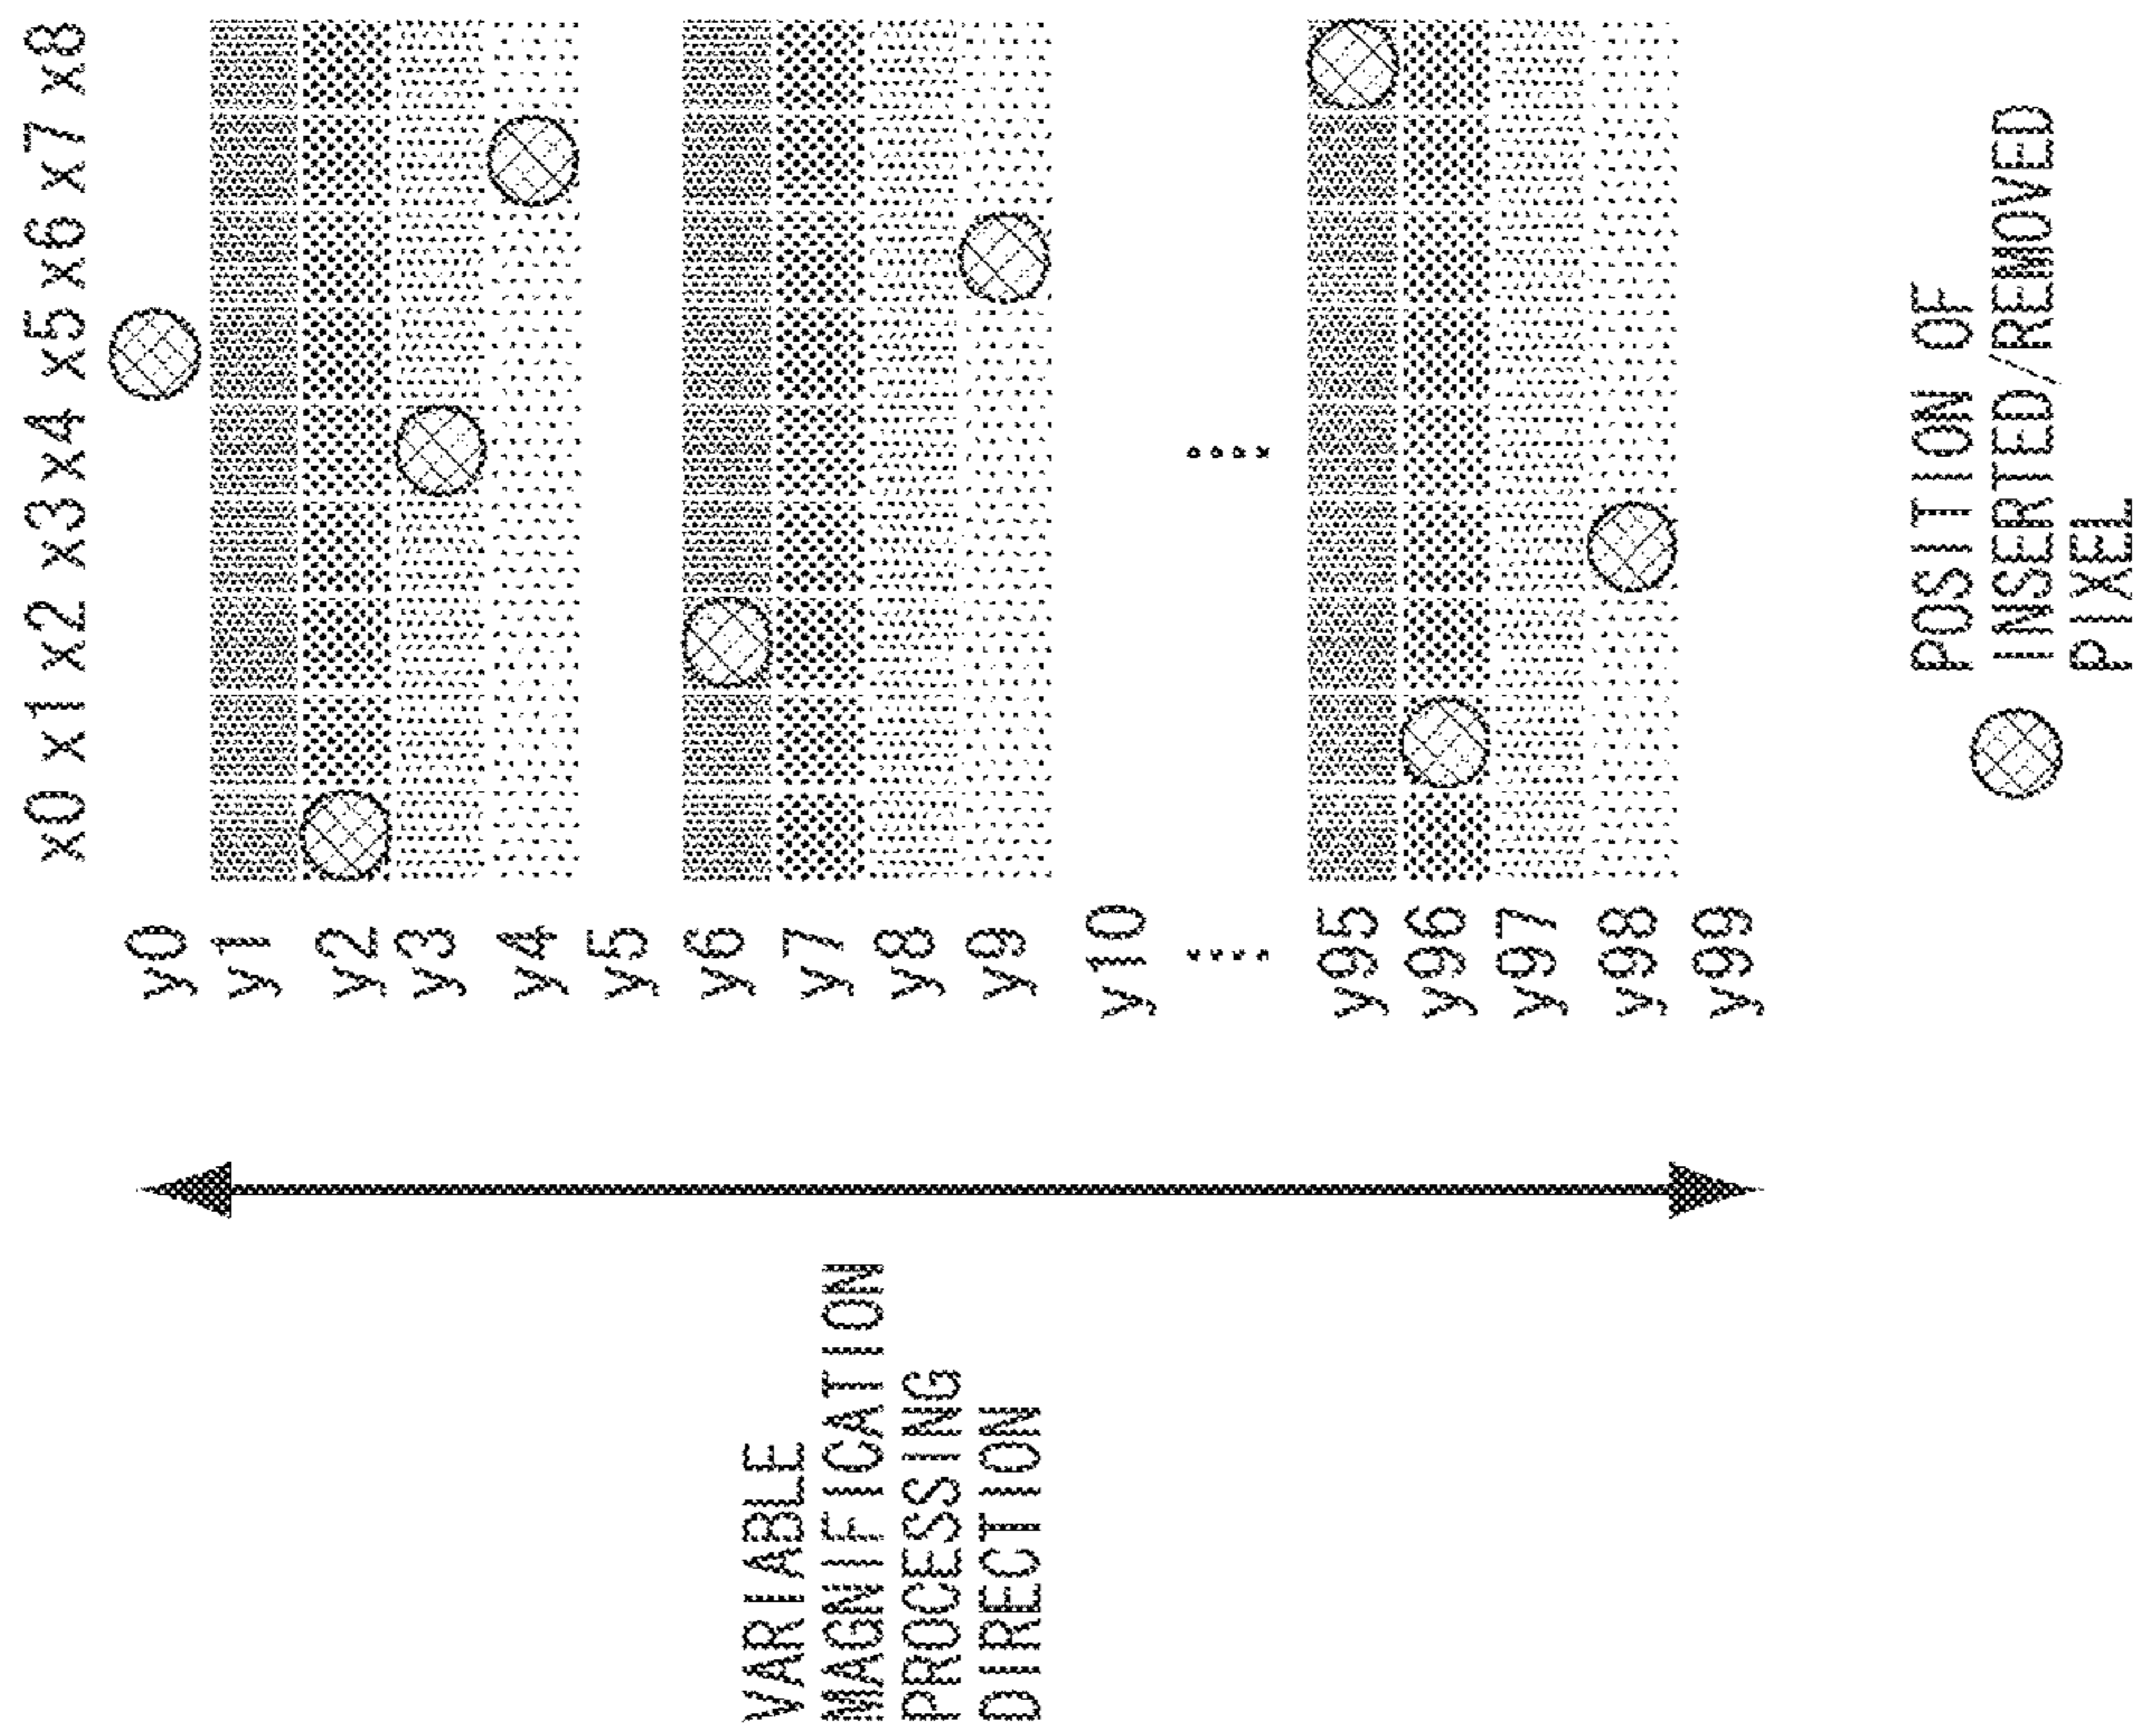 x0 x1 x2 x3 x4 x5 x6 x7 x8
y0
y1
y2
y3
y4
y5
y6
y7
y8
y9
y10
....
....
y95
y96
y97
y98
y99
VARIABLE
MAGNIFICATION
PROCESSING
DIRECTION
POSITION OF
INSERTED/REMOVED
PIXEL